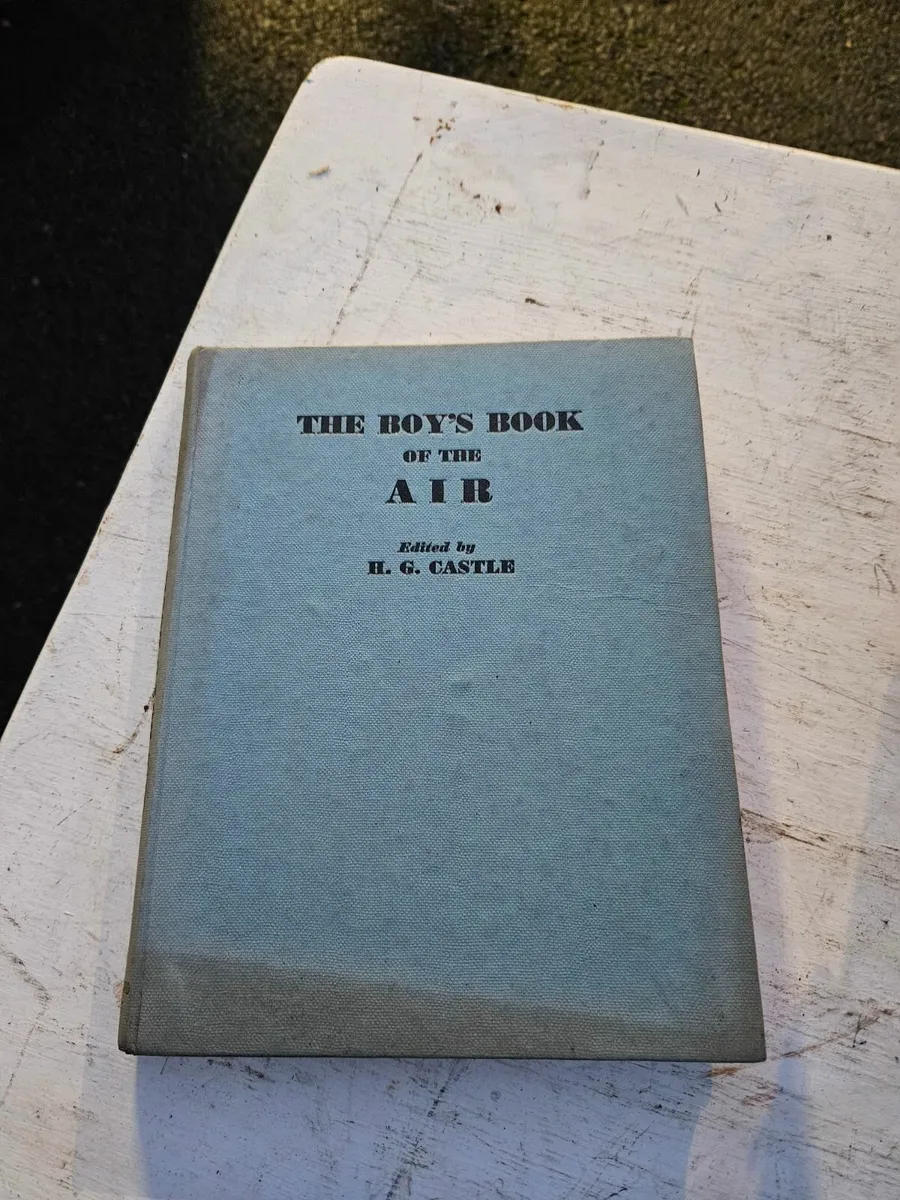 THE BOY'S BOOK
OF THE
AIR
Edited by
H. G. CASTLE